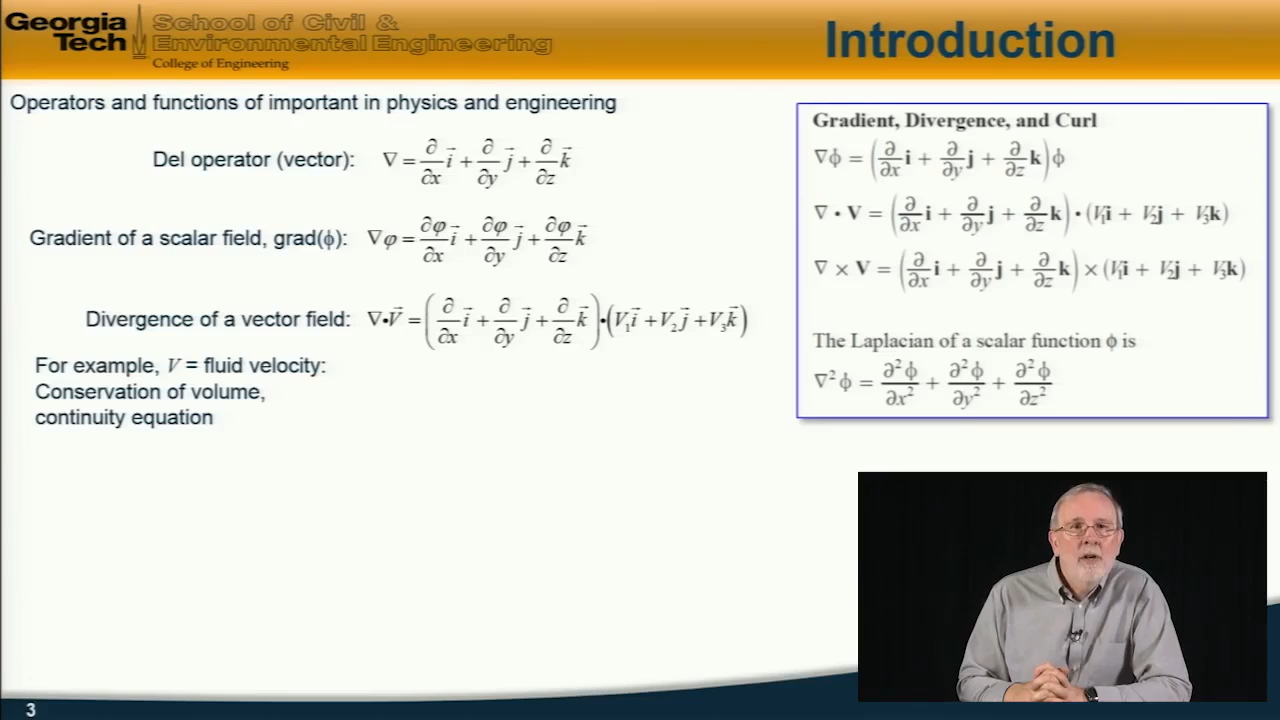 Georgia Tech
School of Civil &
Environmental Engineering
College of Engineering
Introduction
Operators and functions of important in physics and engineering
Del operator (vector): ∇ = ∂/∂x i⃗ + ∂/∂y j⃗ + ∂/∂z k⃗
Gradient of a scalar field, grad(ϕ): ∇φ = ∂φ/∂x i⃗ + ∂φ/∂y j⃗ + ∂φ/∂z k⃗
Divergence of a vector field: ∇•V⃗ = (∂/∂x i⃗ + ∂/∂y j⃗ + ∂/∂z k⃗)•(V₁i⃗ + V₂j⃗ + V₃k⃗)
For example, V = fluid velocity:
Conservation of volume,
continuity equation
Gradient, Divergence, and Curl
∇ϕ = (∂/∂x i + ∂/∂y j + ∂/∂z k)ϕ
∇ • V = (∂/∂x i + ∂/∂y j + ∂/∂z k) • (V₁i + V₂j + V₃k)
∇ × V = (∂/∂x i + ∂/∂y j + ∂/∂z k) × (V₁i + V₂j + V₃k)
The Laplacian of a scalar function ϕ is
∇²ϕ = ∂²ϕ/∂x² + ∂²ϕ/∂y² + ∂²ϕ/∂z²
3